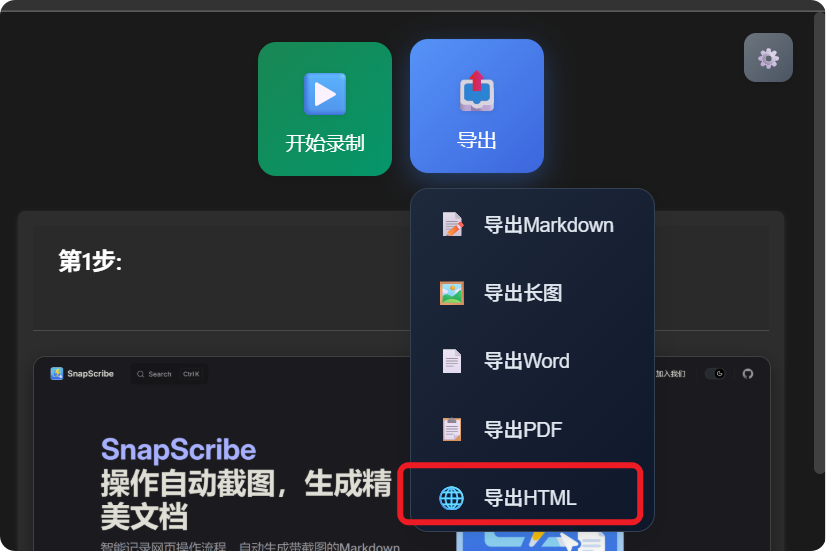 开始录制
导出
导出Markdown
第1步:
导出长图
导出Word
SnapScribe
Search
Ctrl K
加入我们
导出PDF
SnapScribe
操作自动截图，生成精
美文档
导出HTML
智能记录网页操作流程，自动生成带截图的Markdown